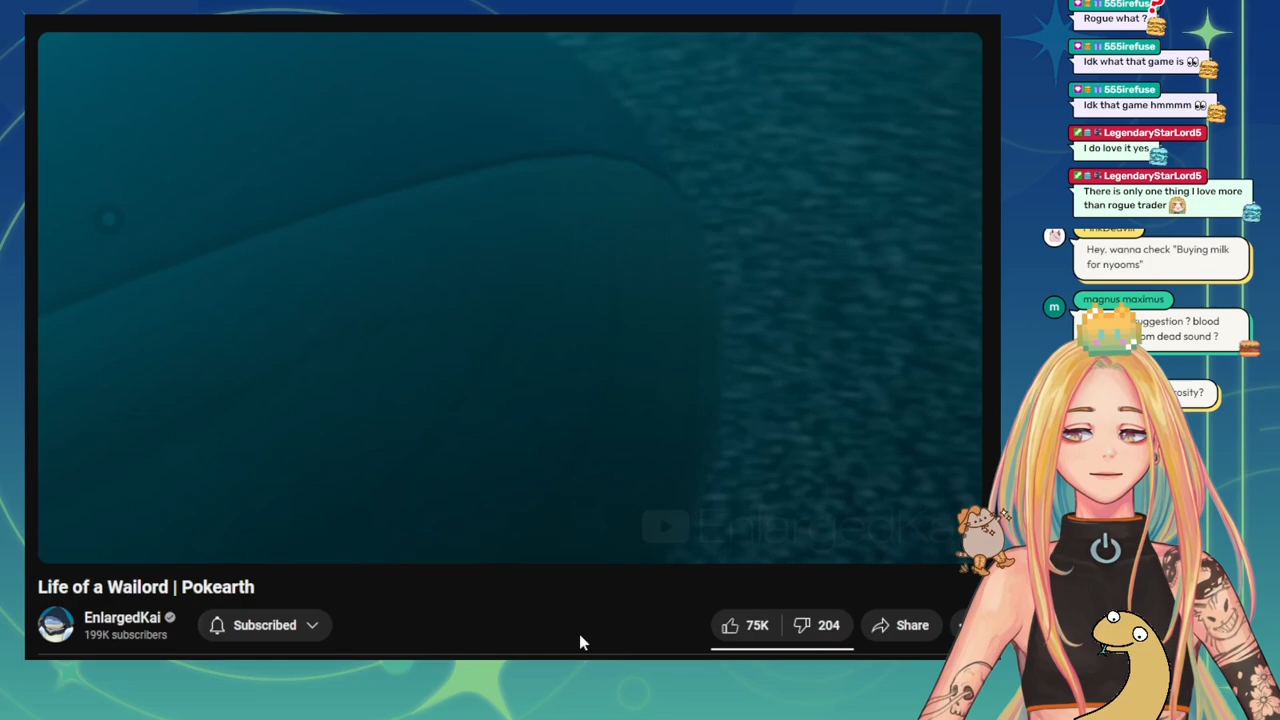 EnlargedKa
Life of a Wailord | Pokearth
EnlargedKai
199K subscribers
Subscribed
75K
204
Share
555irefuse
Rogue what ?
555irefuse
Idk what that game is
555irefuse
Idk that game hmmmm
LegendaryStarLord5
I do love it yes
LegendaryStarLord5
There is only one thing I love more
than rogue trader
Hey, wanna check "Buying milk
for nyooms"
m
magnus maximus
uggestion ? blood
om dead sound ?
osity?